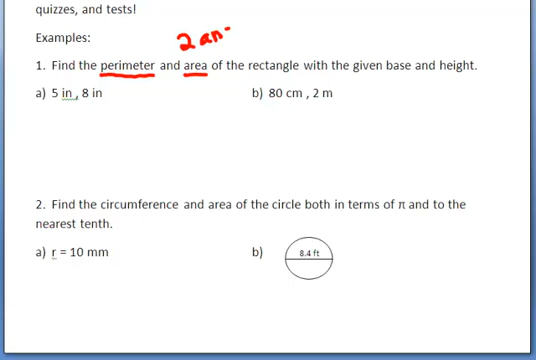 quizzes, and tests!
Examples:
2 an
1. Find the perimeter and area of the rectangle with the given base and height.
a) 5 in , 8 in b) 80 cm , 2 m
2. Find the circumference and area of the circle both in terms of π and to the
nearest tenth.
a) r = 10 mm b) 8.4 ft